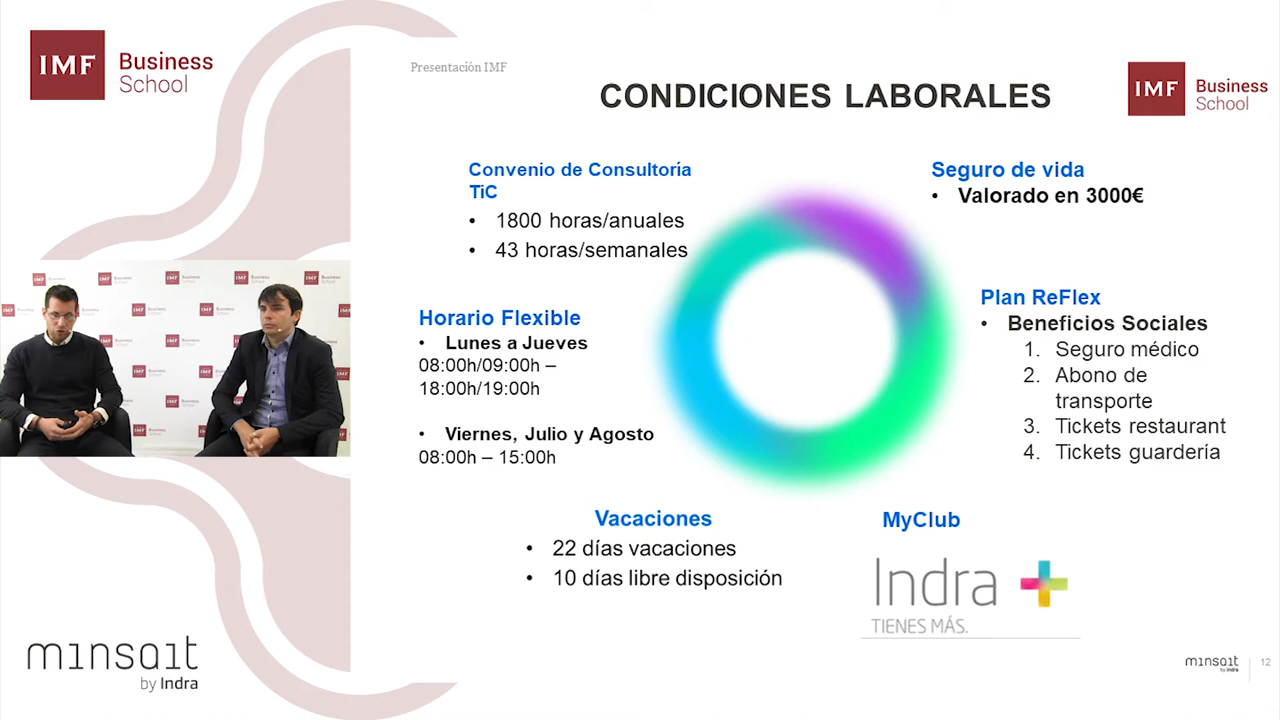 IMF Business School
Presentación IMF
CONDICIONES LABORALES
IMF Business School
Convenio de Consultoría
TiC
• 1800 horas/anuales
• 43 horas/semanales
Seguro de vida
• Valorado en 3000€
Horario Flexible
• Lunes a Jueves
08:00h/09:00h –
18:00h/19:00h
• Viernes, Julio y Agosto
08:00h – 15:00h
Plan ReFlex
• Beneficios Sociales
1. Seguro médico
2. Abono de
transporte
3. Tickets restaurant
4. Tickets guardería
Vacaciones
• 22 días vacaciones
• 10 días libre disposición
MyClub
Indra
TIENES MÁS.
minsait
by Indra
minsait
by Indra
12